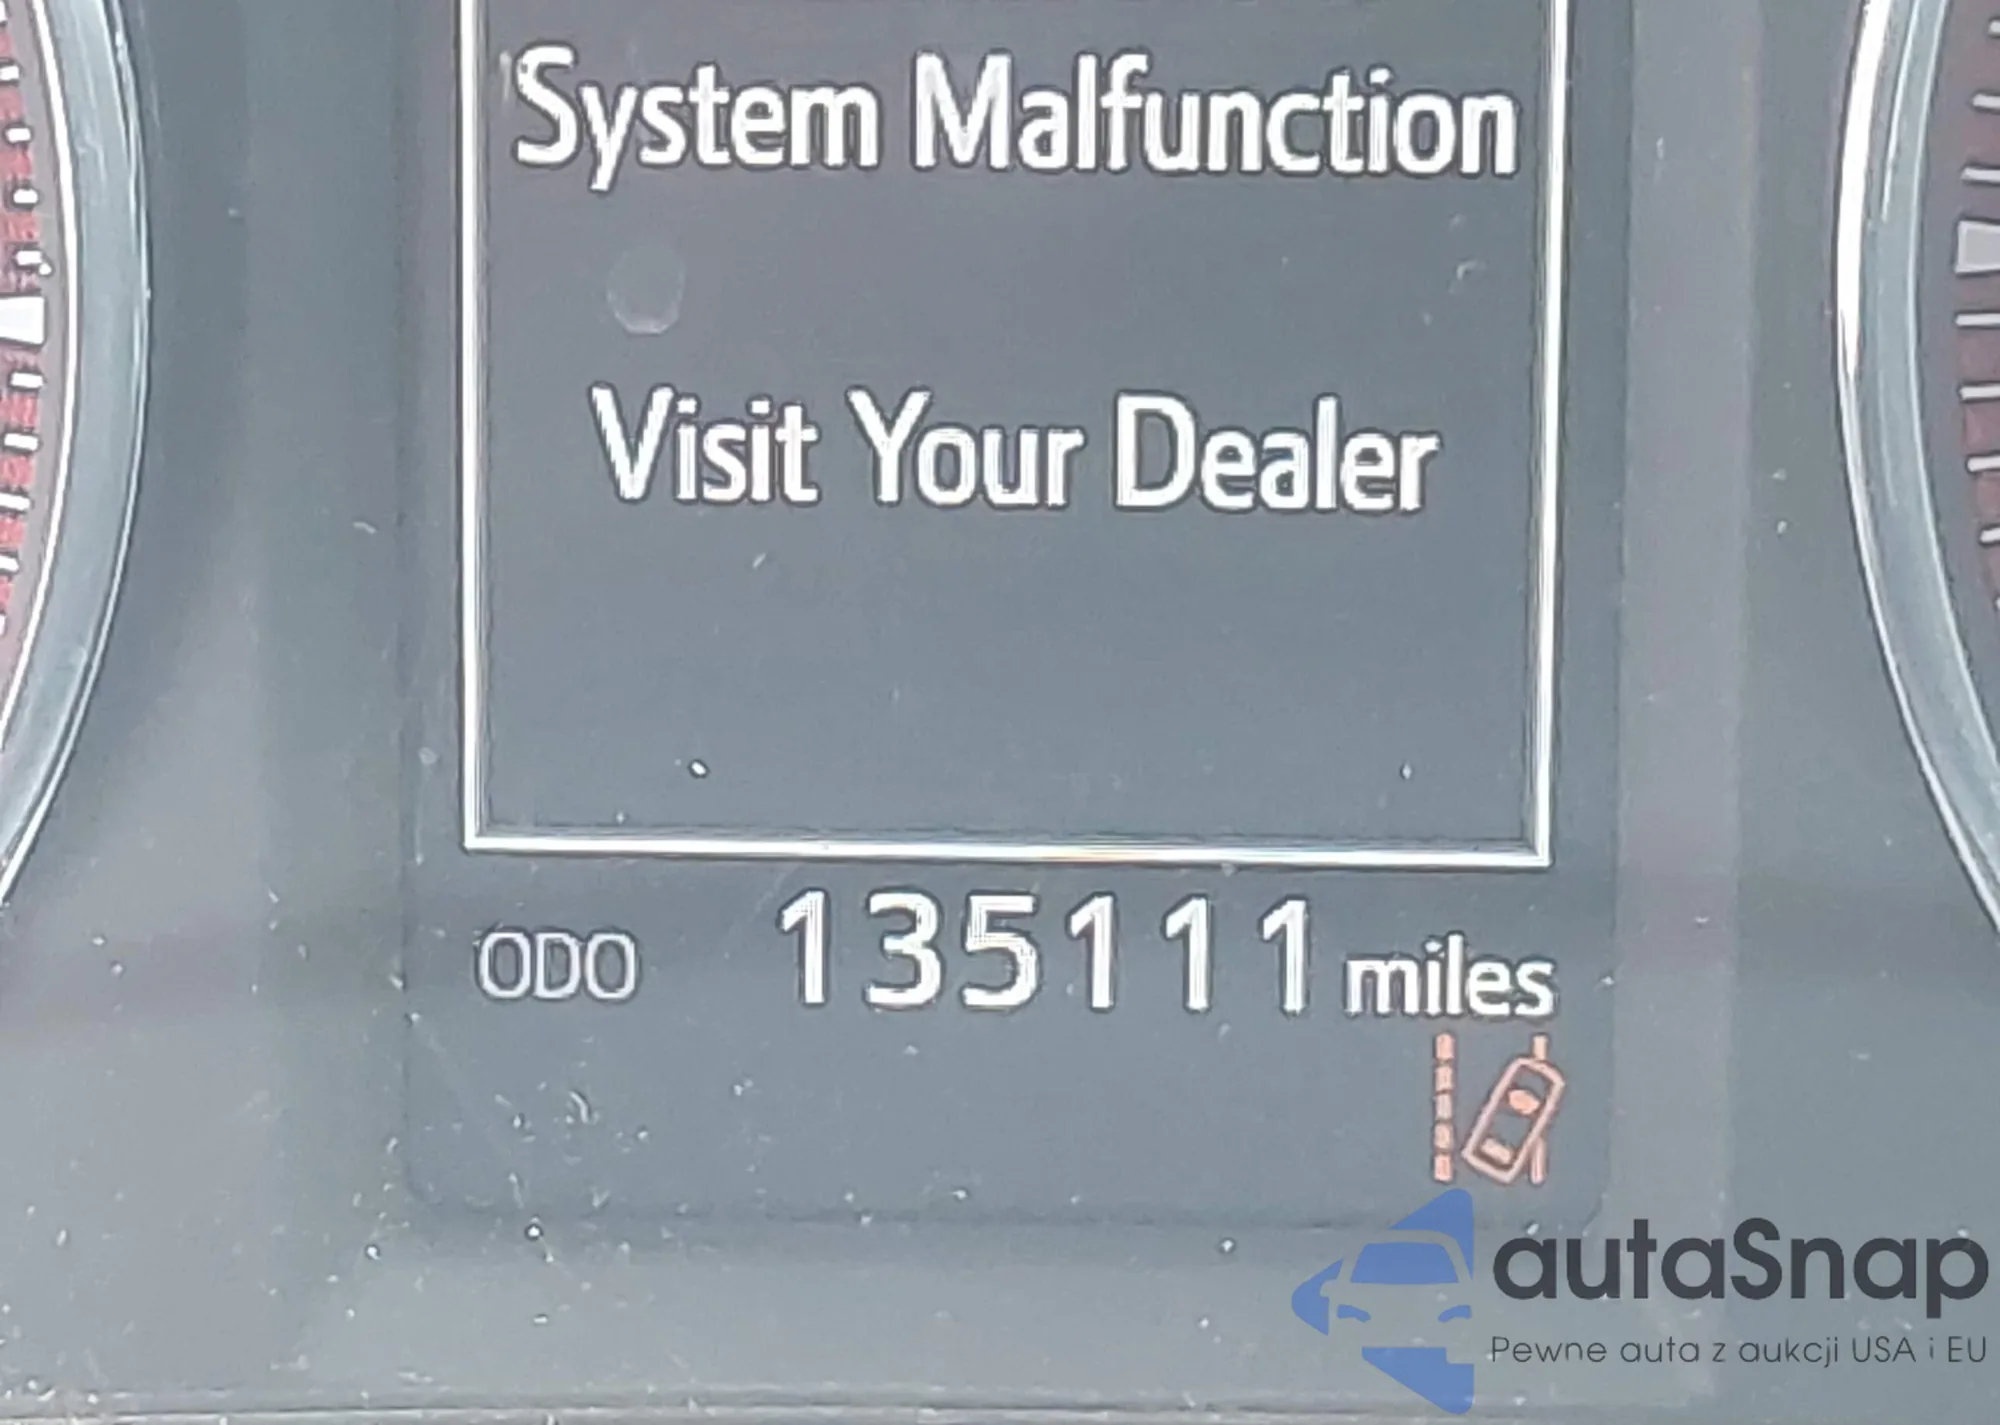 System Malfunction
Visit Your Dealer
ODO 135111 miles
autaSnap
Pewne auta z aukcji USA i EU